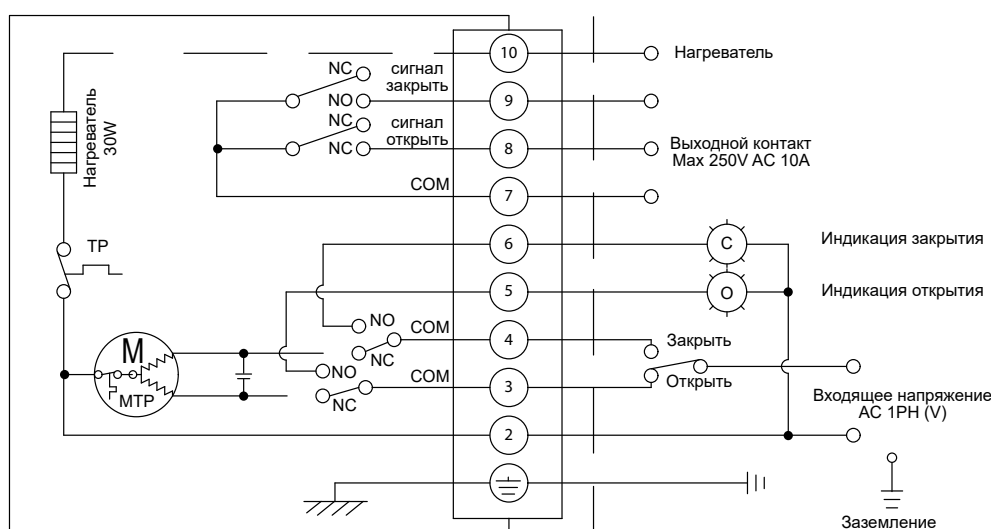 10
Нагреватель
NC
сигнал
закрыть
NO
9
NC
сигнал
открыть
NC
8
Выходной контакт
Max 250V AC 10A
Нагреватель
30W
COM
7
TP
6
C
Индикация закрытия
5
O
Индикация открытия
NO
COM
4
Закрыть
NC
M
MTP
NO
COM
3
Открыть
NC
Входящее напряжение
AC 1PH (V)
2
Заземление